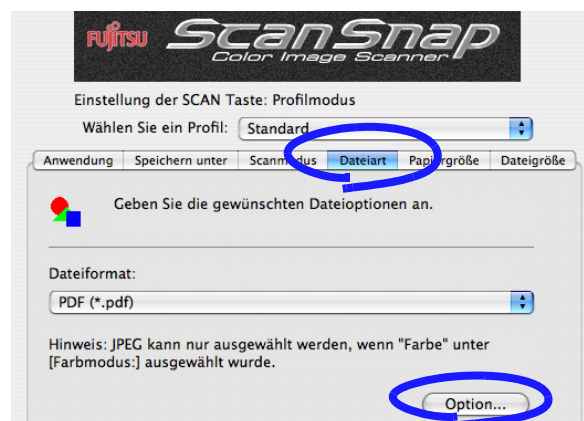 FUJITSU ScanSnap
Color Image Scanner
Einstellung der SCAN Taste: Profilmodus
Wählen Sie ein Profil: Standard
Anwendung Speichern unter Scanmodus Dateiart Papiergröße Dateigröße
Geben Sie die gewünschten Dateioptionen an.
Dateiformat:
PDF (*.pdf)
Hinweis: JPEG kann nur ausgewählt werden, wenn "Farbe" unter
[Farbmodus:] ausgewählt wurde.
Option...